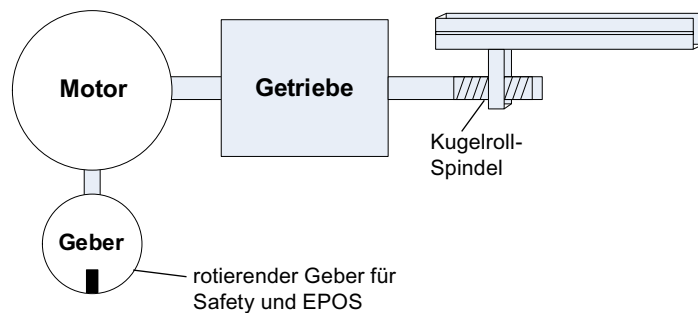 Motor
Getriebe
Kugelroll-
Spindel
Geber
rotierender Geber für
Safety und EPOS